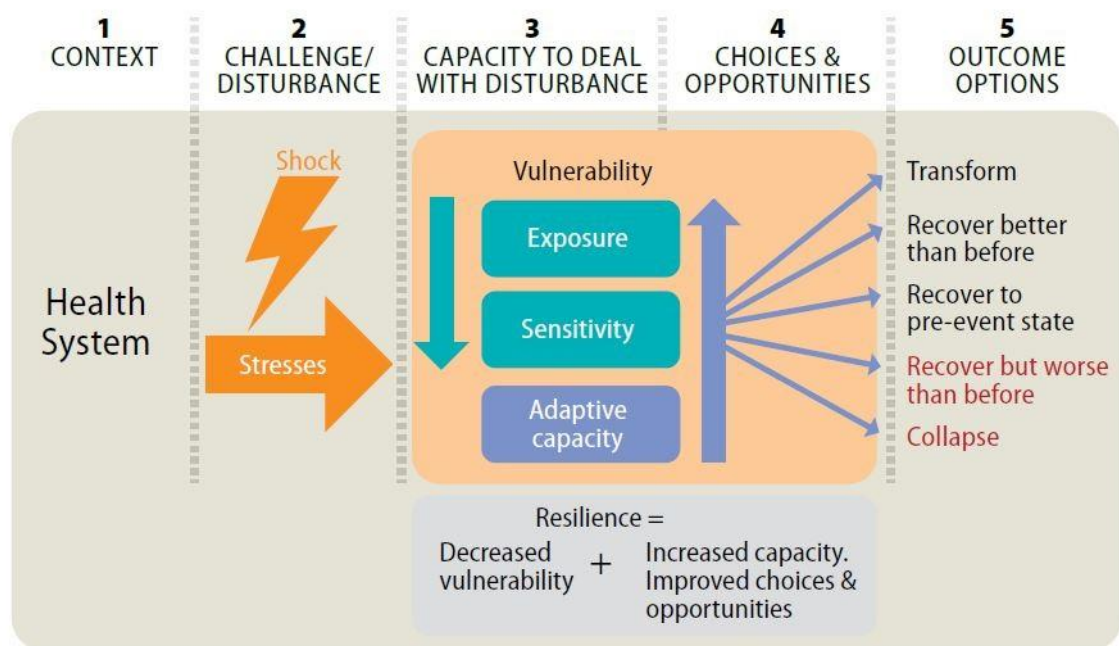 1
CONTEXT
2
CHALLENGE/
DISTURBANCE
3
CAPACITY TO DEAL
WITH DISTURBANCE
4
CHOICES &
OPPORTUNITIES
5
OUTCOME
OPTIONS
Health
System
Shock
Stresses
Vulnerability
Exposure
Sensitivity
Adaptive
capacity
Transform
Recover better
than before
Recover to
pre-event state
Recover but worse
than before
Collapse
Resilience =
Decreased
vulnerability
+
Increased capacity.
Improved choices &
opportunities